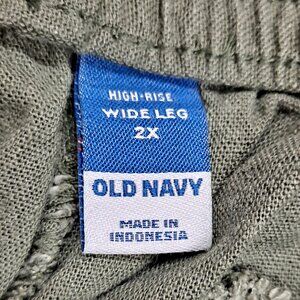 HIGH-RISE
WIDE LEG
2X
OLD NAVY
MADE IN
INDONESIA